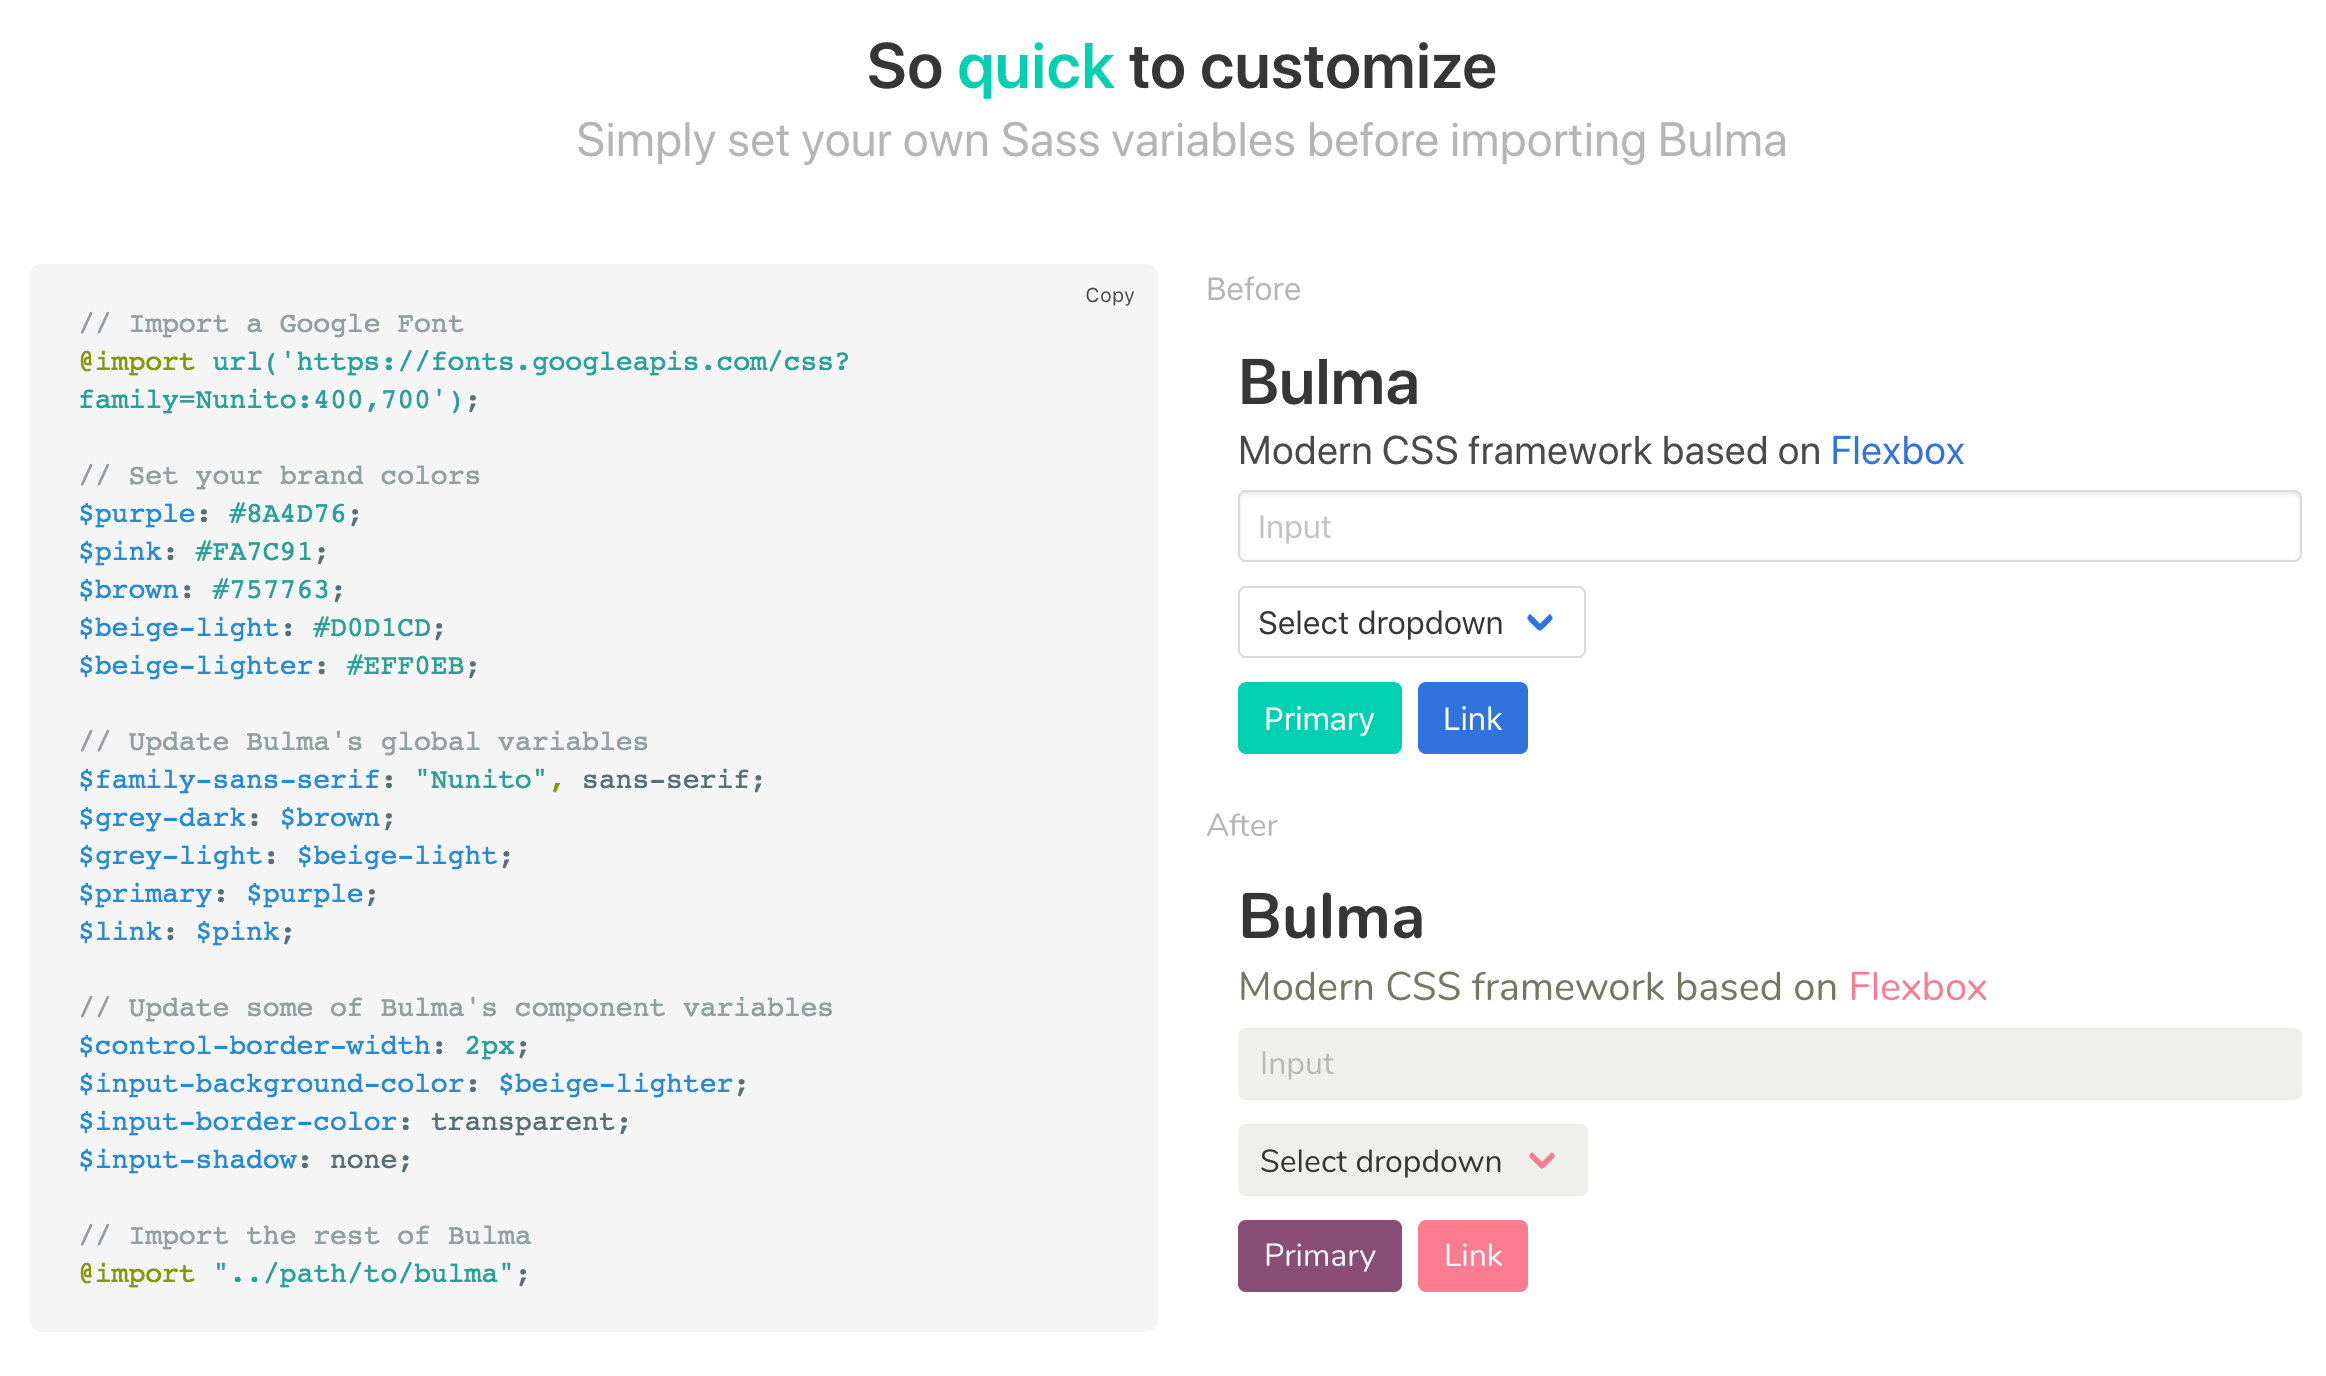 So quick to customize
Simply set your own Sass variables before importing Bulma
Copy
// Import a Google Font
@import url('https://fonts.googleapis.com/css?
family=Nunito:400,700');
// Set your brand colors
$purple: #8A4D76;
$pink: #FA7C91;
$brown: #757763;
$beige-light: #D0D1CD;
$beige-lighter: #EFF0EB;
// Update Bulma's global variables
$family-sans-serif: "Nunito", sans-serif;
$grey-dark: $brown;
$grey-light: $beige-light;
$primary: $purple;
$link: $pink;
// Update some of Bulma's component variables
$control-border-width: 2px;
$input-background-color: $beige-lighter;
$input-border-color: transparent;
$input-shadow: none;
// Import the rest of Bulma
@import "../path/to/bulma";
Before
Bulma
Modern CSS framework based on Flexbox
Input
Select dropdown
Primary Link
After
Bulma
Modern CSS framework based on Flexbox
Input
Select dropdown
Primary Link